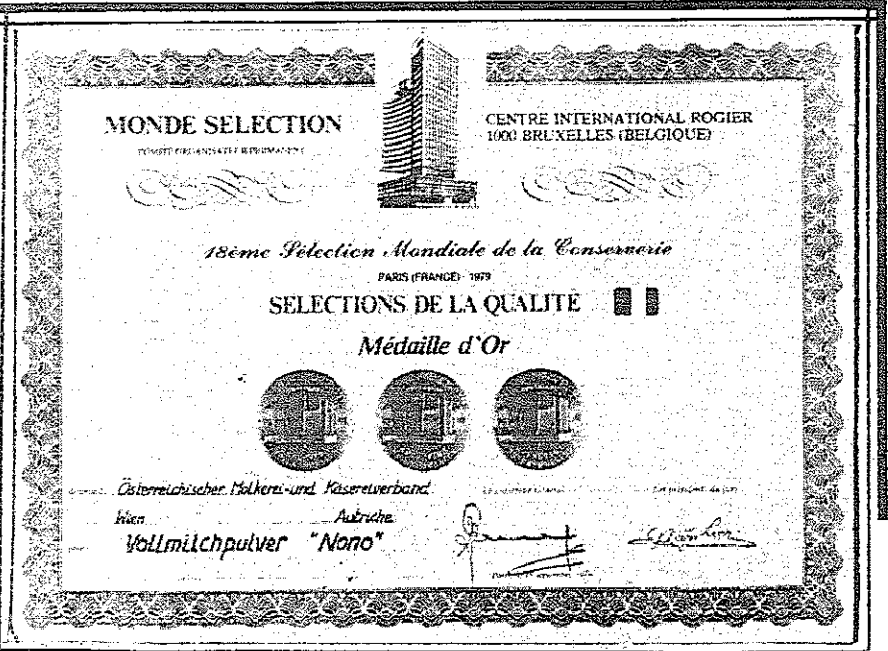 MONDE SELECTION
CENTRE INTERNATIONAL ROGIER
1000 BRUXELLES (BELGIQUE)
18ème Sélection Mondiale de la Conserverie
PARIS (FRANCE) - 1979
SELECTIONS DE LA QUALITÉ
Médaille d'Or
Österreichischer Molkerei-und Käsereiverband
Wien Autriche
Vollmilchpulver "Nono"